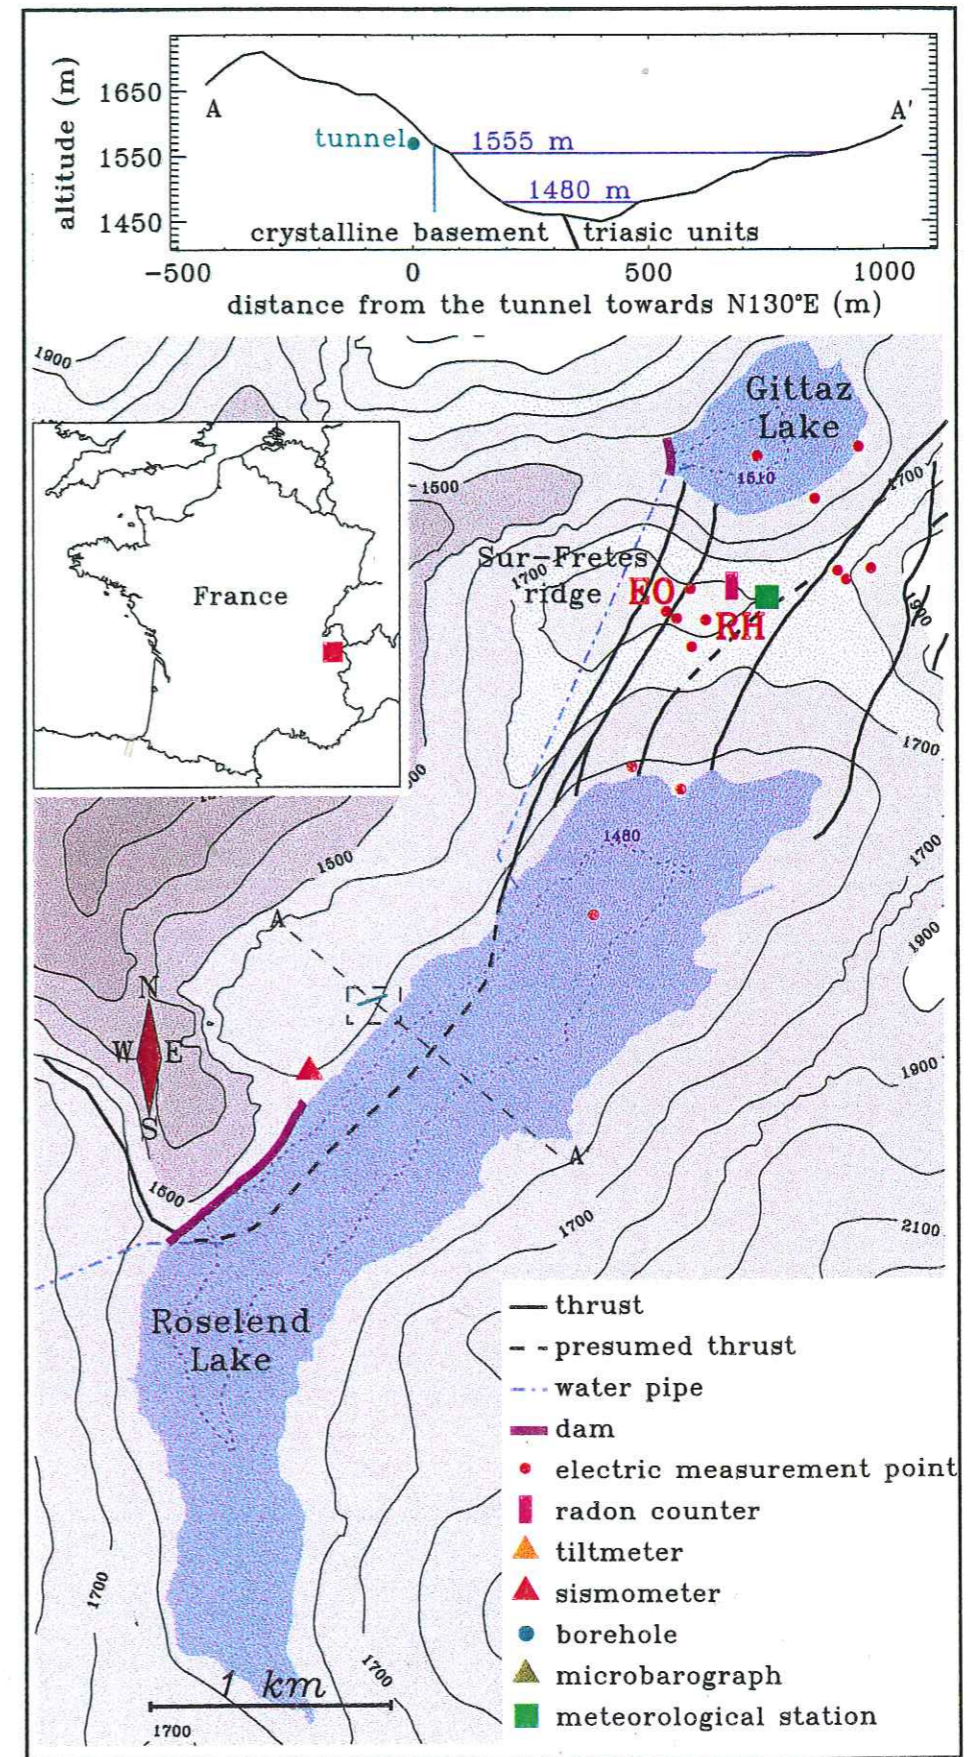 altitude (m)
1650
1550
1450
A
A'
tunnel
1555 m
1480 m
crystalline basement
triasic units
-500
0
500
1000
distance from the tunnel towards N130°E (m)
1900
Gittaz
Lake
1510
1500
1700
Sur-Fretes
ridge
1700
EO
RH
1900
France
1700
1480
1500
1700
A
1900
N
W E
S
1900
A'
1500
1700
2100
Roselend
Lake
thrust
presumed thrust
water pipe
dam
electric measurement point
radon counter
tiltmeter
sismometer
borehole
microbarograph
meteorological station
1700
1700
1 km
1700